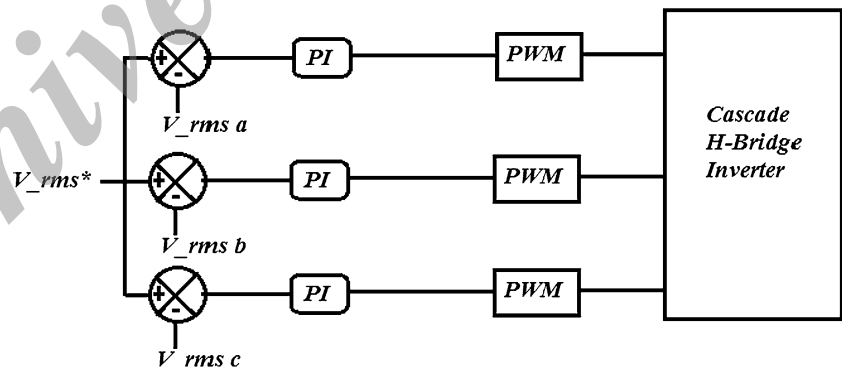 PI
PWM
V_rms a
Cascade
H-Bridge
Inverter
V_rms*
PI
PWM
V_rms b
PI
PWM
V_rms c